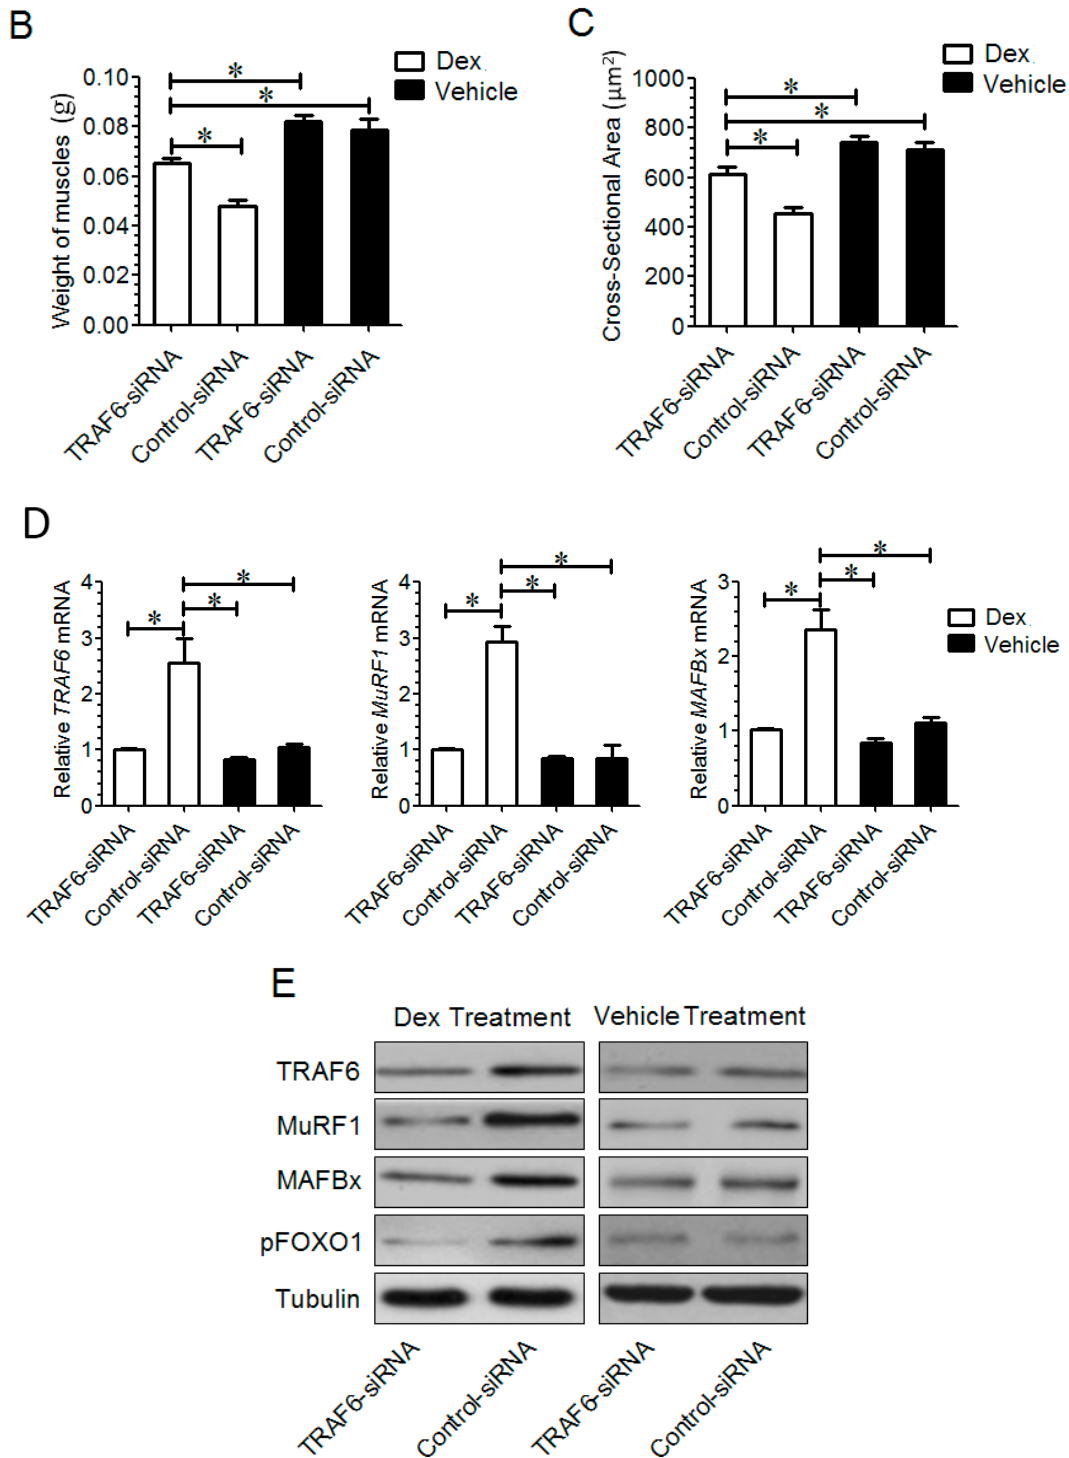 B
Dex
Vehicle
Weight of muscles (g)
0.10
0.08
0.06
0.04
0.02
0.00
*
*
*
TRAF6-siRNA
Control-siRNA
TRAF6-siRNA
Control-siRNA
C
Dex
Vehicle
Cross-Sectional Area (µm²)
1000
800
600
400
200
0
*
*
*
TRAF6-siRNA
Control-siRNA
TRAF6-siRNA
Control-siRNA
D
Relative TRAF6 mRNA
4
3
2
1
0
*
*
*
TRAF6-siRNA
Control-siRNA
TRAF6-siRNA
Control-siRNA
Relative MuRF1 mRNA
4
3
2
1
0
*
*
*
TRAF6-siRNA
Control-siRNA
TRAF6-siRNA
Control-siRNA
Relative MAFBx mRNA
3
2
1
0
*
*
*
TRAF6-siRNA
Control-siRNA
TRAF6-siRNA
Control-siRNA
Dex
Vehicle
E
Dex Treatment
Vehicle Treatment
TRAF6
MuRF1
MAFBx
pFOXO1
Tubulin
TRAF6-siRNA
Control-siRNA
TRAF6-siRNA
Control-siRNA